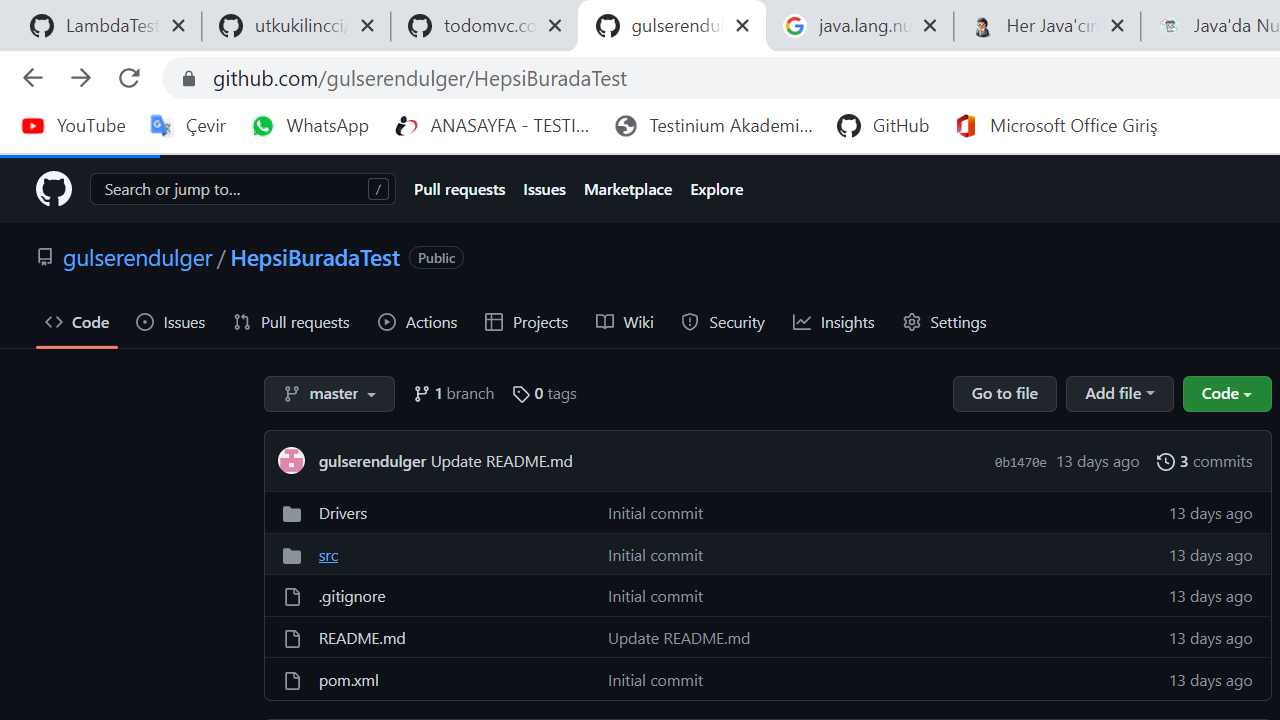 LambdaTest utkukilincci/ todomvc.co gulserendul java.lang.nu Her Java'cın Java'da Nu
github.com/gulserendulger/HepsiBuradaTest
YouTube Çevir WhatsApp ANASAYFA - TESTI... Testinium Akademi... GitHub Microsoft Office Giriş
Search or jump to... / Pull requests Issues Marketplace Explore
gulserendulger / HepsiBuradaTest Public
Code Issues Pull requests Actions Projects Wiki Security Insights Settings
master 1 branch 0 tags Go to file Add file Code
gulserendulger Update README.md 0b1470e 13 days ago 3 commits
Drivers Initial commit 13 days ago
src Initial commit 13 days ago
.gitignore Initial commit 13 days ago
README.md Update README.md 13 days ago
pom.xml Initial commit 13 days ago